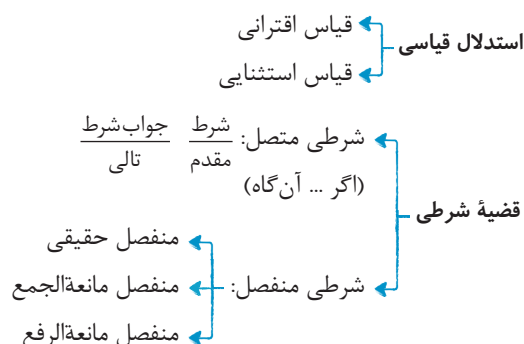 استدلال قیاسی
قیاس اقترانی
قیاس استثنایی
قضیهٔ شرطی
شرطی متصل: شرط جواب‌شرط
مقدم تالی
(اگر ... آن‌گاه)
شرطی منفصل:
منفصل حقیقی
منفصل مانعة‌الجمع
منفصل مانعة‌الرفع